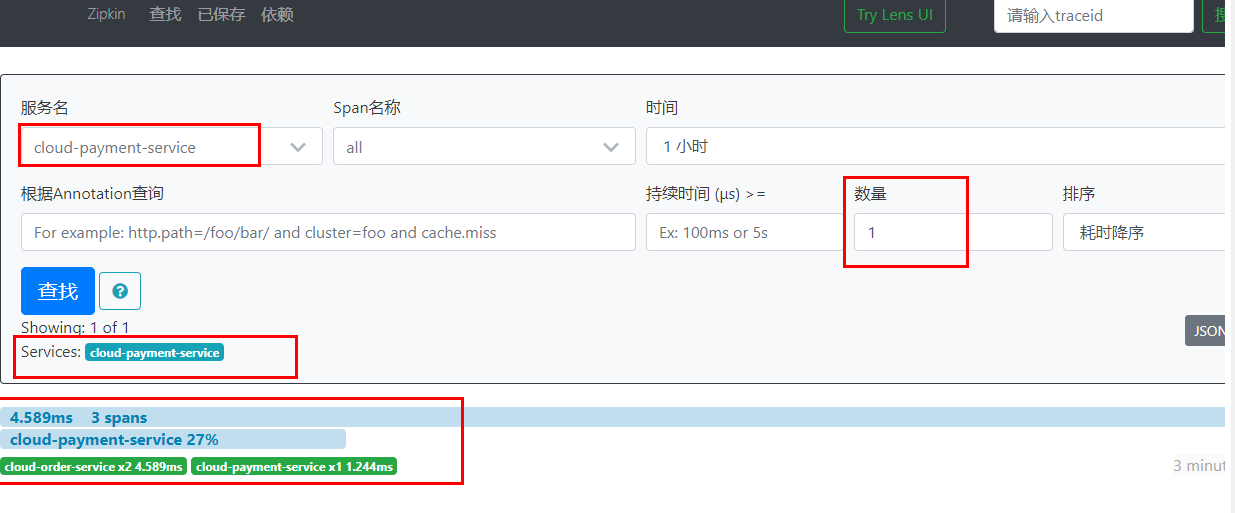 Zipkin 查找 已保存 依赖 Try Lens UI 请输入traceid
服务名 Span名称 时间
cloud-payment-service all 1 小时
根据Annotation查询 持续时间 (μs) >= 数量 排序
For example: http.path=/foo/bar/ and cluster=foo and cache.miss Ex: 100ms or 5s 1 耗时降序
查找 ?
Showing: 1 of 1 JSON
Services: cloud-payment-service
4.589ms 3 spans
cloud-payment-service 27%
cloud-order-service x2 4.589ms cloud-payment-service x1 1.244ms 3 minut